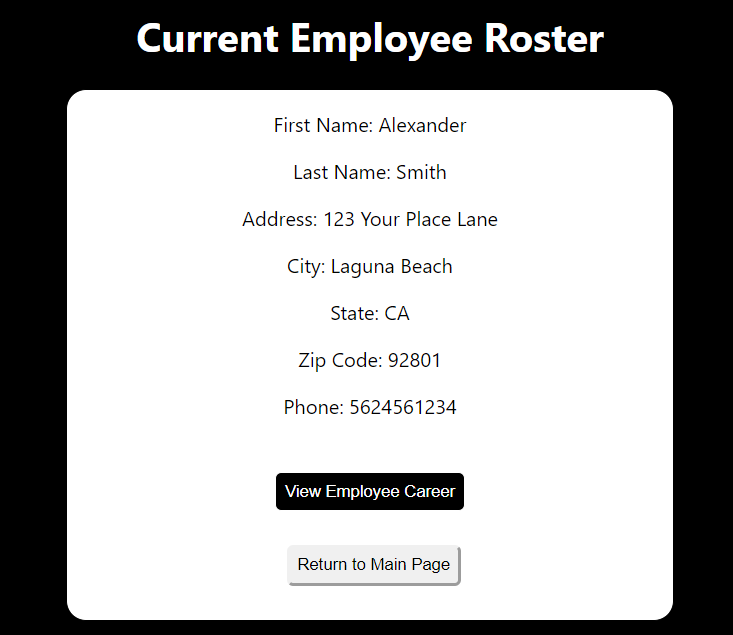 Current Employee Roster
First Name: Alexander
Last Name: Smith
Address: 123 Your Place Lane
City: Laguna Beach
State: CA
Zip Code: 92801
Phone: 5624561234
View Employee Career
Return to Main Page